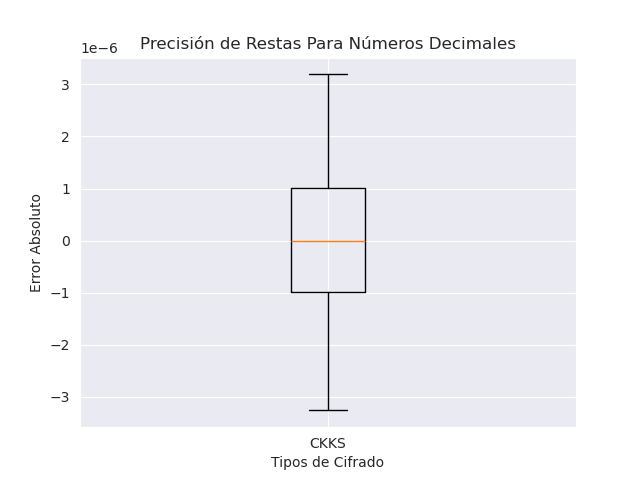 Precisión de Restas Para Números Decimales
1e−6
3
2
1
0
−1
−2
−3
Error Absoluto
CKKS
Tipos de Cifrado